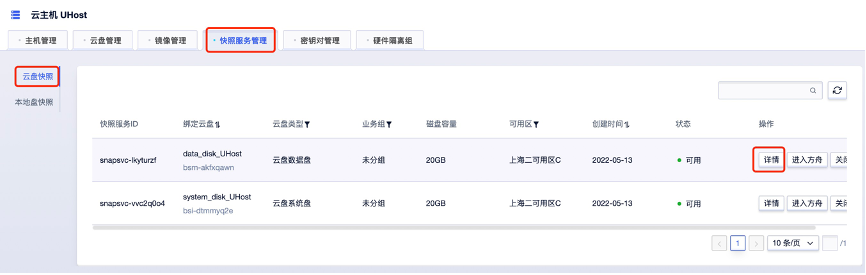 云主机 UHost
主机管理 云盘管理 镜像管理 快照服务管理 密钥对管理 硬件隔离组
云盘快照
本地盘快照
快照服务ID 绑定云盘 云盘类型 业务组 磁盘容量 可用区 创建时间 状态 操作
snapsvc-lkyturzf data_disk_UHost bsm-akfxqawn 云盘数据盘 未分组 20GB 上海二可用区C 2022-05-13 可用 详情 进入方舟 关闭
snapsvc-vvc2q0o4 system_disk_UHost bsi-dtmmyq2e 云盘系统盘 未分组 20GB 上海二可用区C 2022-05-13 可用 详情 进入方舟 关闭
1 10 条/页 /1